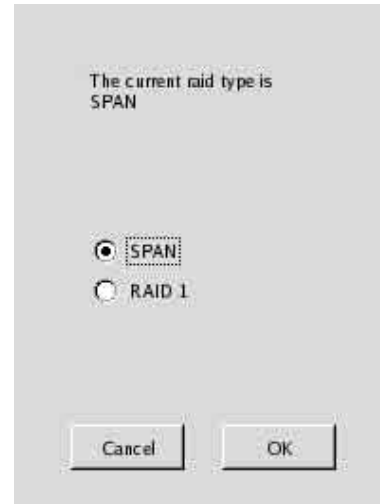 The current raid type is
SPAN
SPAN
RAID 1
Cancel
OK